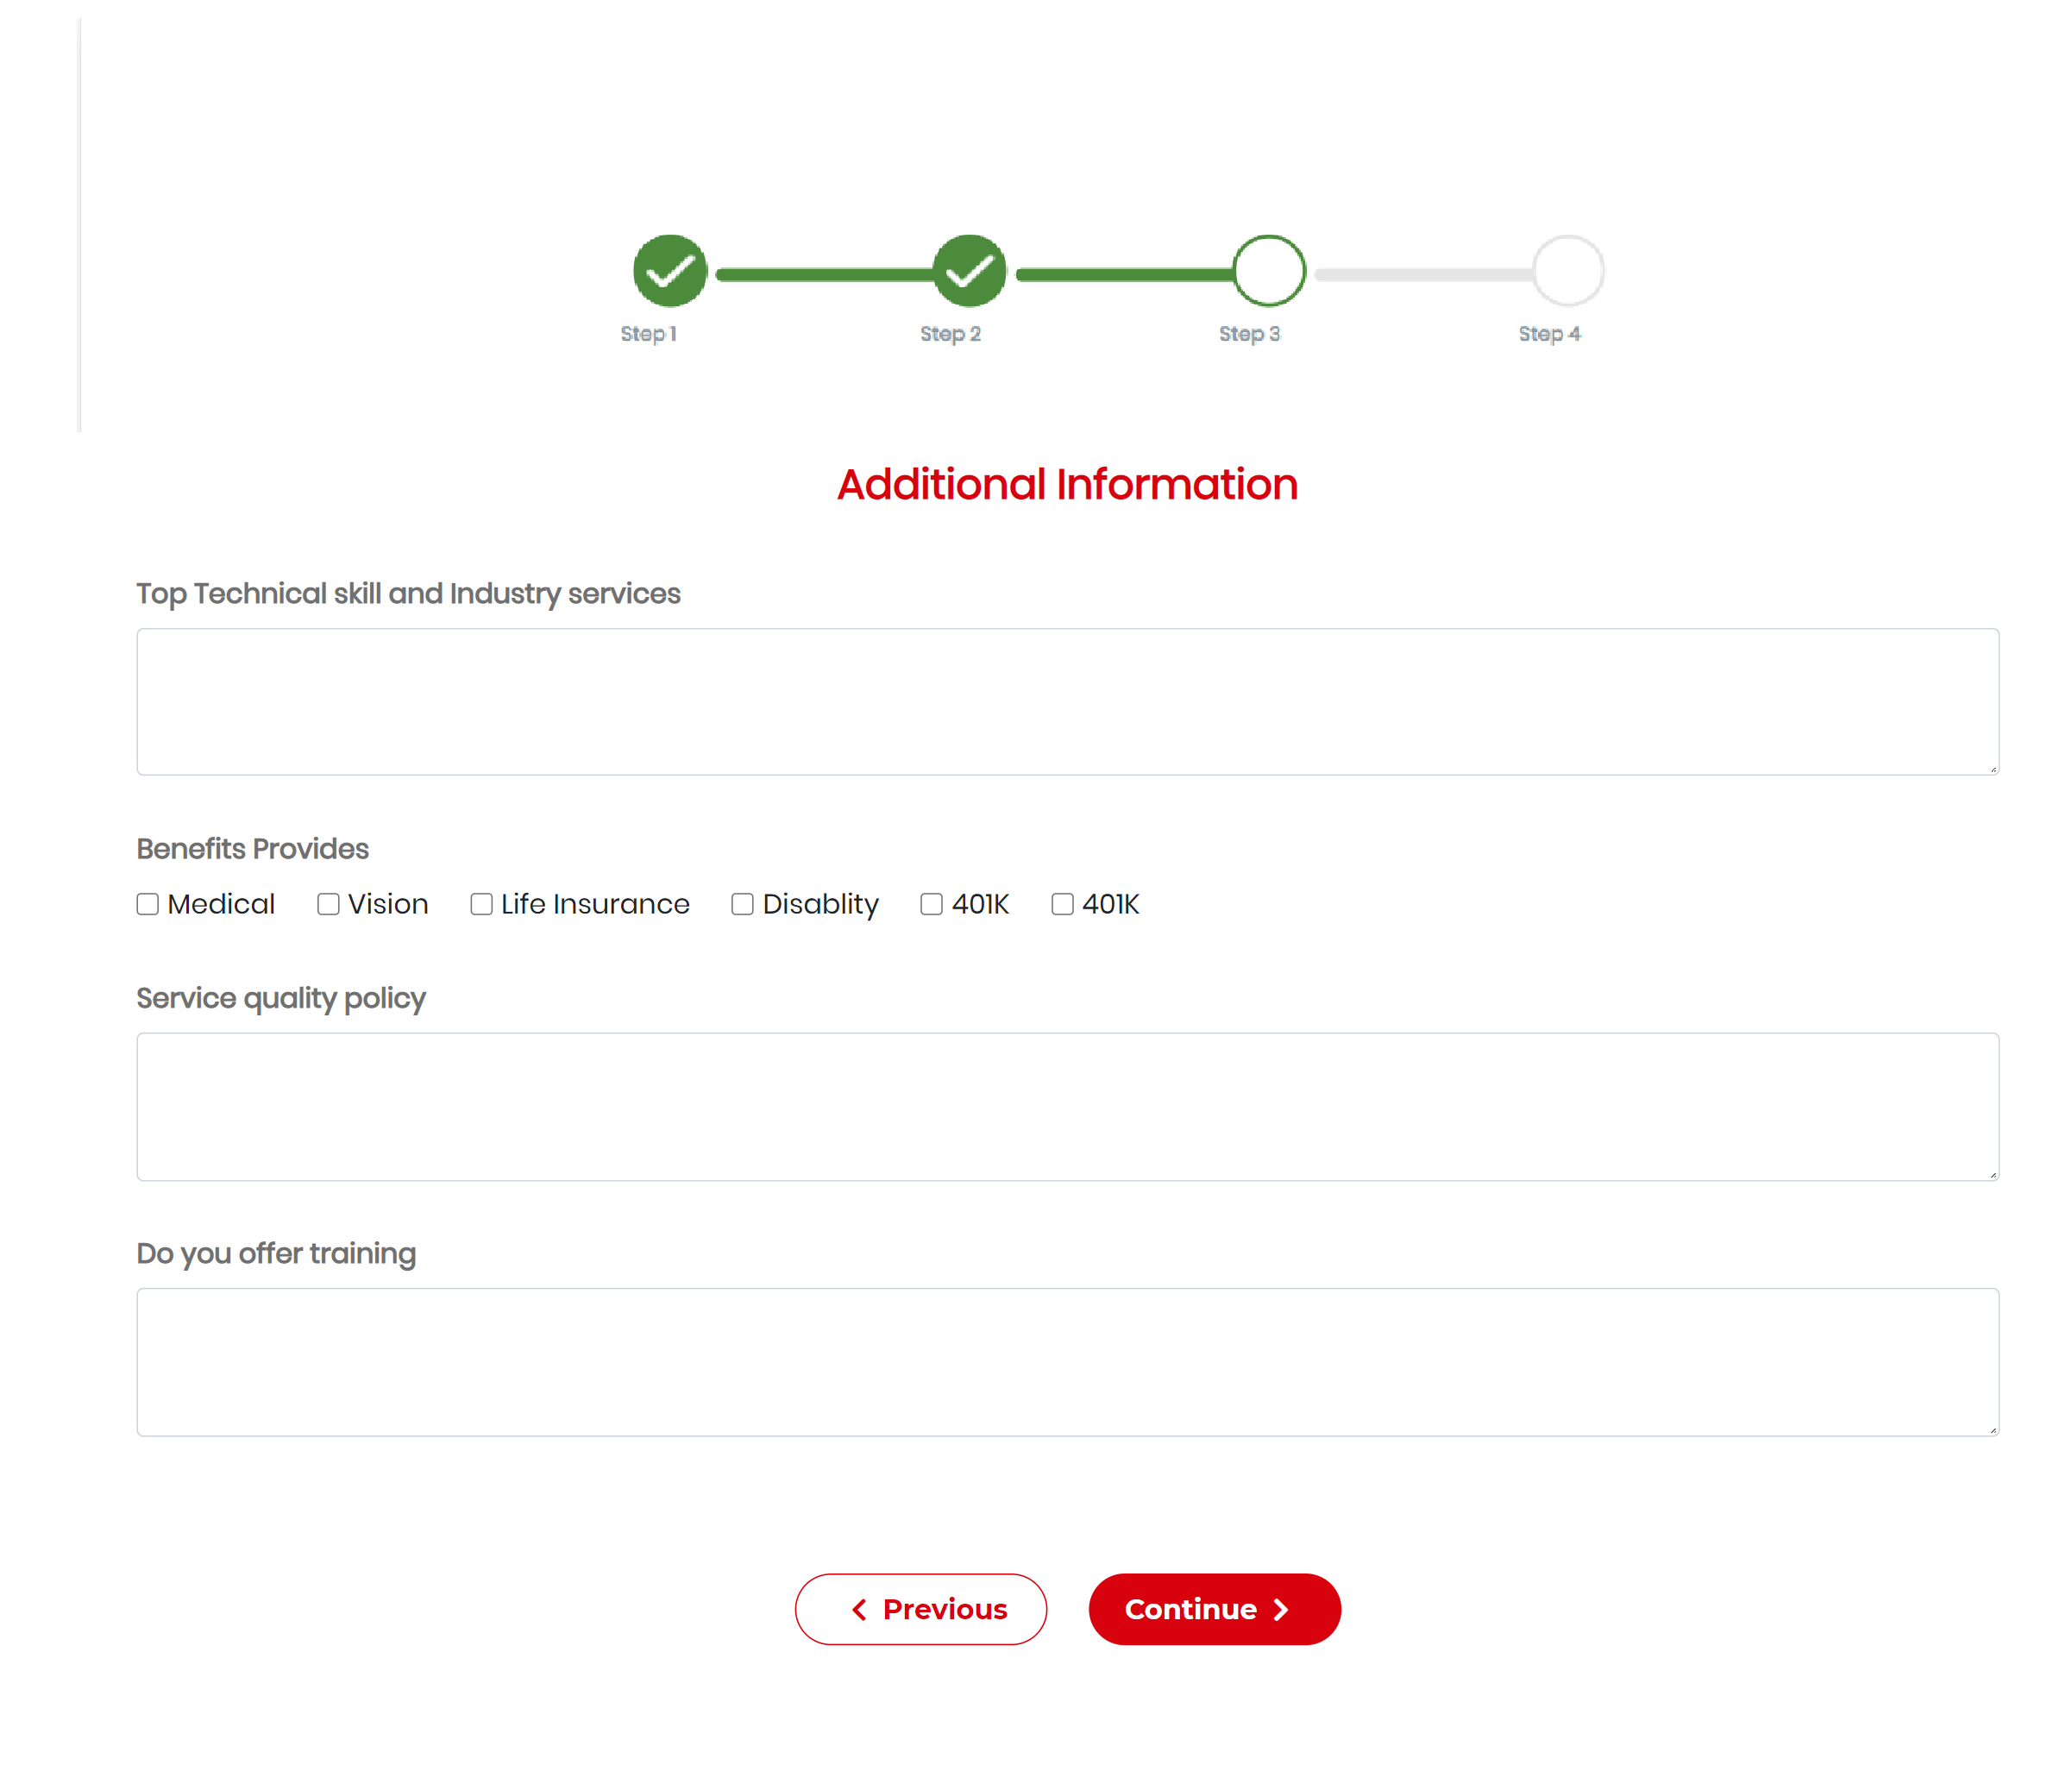 Step 1 Step 2 Step 3 Step 4
Additional Information
Top Technical skill and Industry services
Benefits Provides
Medical Vision Life Insurance Disablity 401K 401K
Service quality policy
Do you offer training
Previous Continue